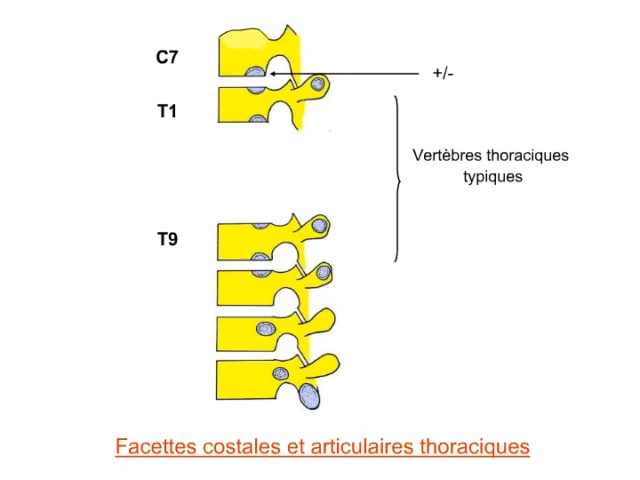 C7
+/-
T1
Vertèbres thoraciques
typiques
T9
Facettes costales et articulaires thoraciques